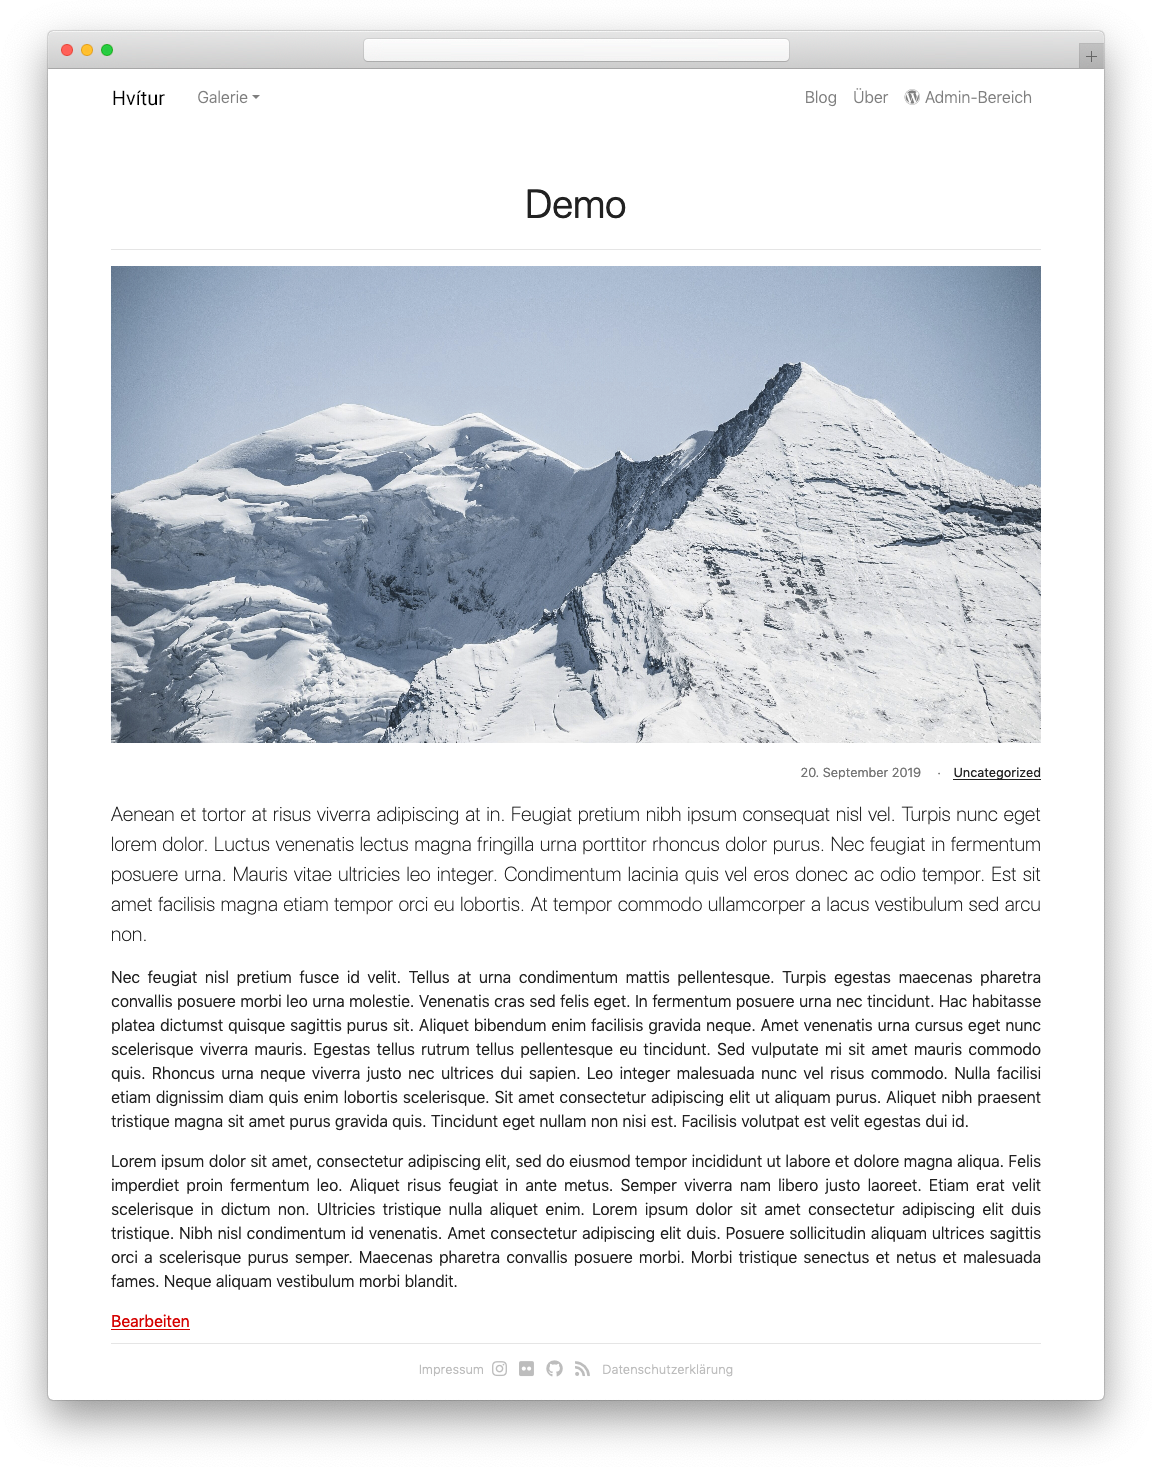 Hvítur Galerie Blog Über Admin-Bereich
Demo
20. September 2019 · Uncategorized
Aenean et tortor at risus viverra adipiscing at in. Feugiat pretium nibh ipsum consequat nisl vel. Turpis nunc eget
lorem dolor. Luctus venenatis lectus magna fringilla urna porttitor rhoncus dolor purus. Nec feugiat in fermentum
posuere urna. Mauris vitae ultricies leo integer. Condimentum lacinia quis vel eros donec ac odio tempor. Est sit
amet facilisis magna etiam tempor orci eu lobortis. At tempor commodo ullamcorper a lacus vestibulum sed arcu
non.
Nec feugiat nisl pretium fusce id velit. Tellus at urna condimentum mattis pellentesque. Turpis egestas maecenas pharetra
convallis posuere morbi leo urna molestie. Venenatis cras sed felis eget. In fermentum posuere urna nec tincidunt. Hac habitasse
platea dictumst quisque sagittis purus sit. Aliquet bibendum enim facilisis gravida neque. Amet venenatis urna cursus eget nunc
scelerisque viverra mauris. Egestas tellus rutrum tellus pellentesque eu tincidunt. Sed vulputate mi sit amet mauris commodo
quis. Rhoncus urna neque viverra justo nec ultrices dui sapien. Leo integer malesuada nunc vel risus commodo. Nulla facilisi
etiam dignissim diam quis enim lobortis scelerisque. Sit amet consectetur adipiscing elit ut aliquam purus. Aliquet nibh praesent
tristique magna sit amet purus gravida quis. Tincidunt eget nullam non nisi est. Facilisis volutpat est velit egestas dui id.
Lorem ipsum dolor sit amet, consectetur adipiscing elit, sed do eiusmod tempor incididunt ut labore et dolore magna aliqua. Felis
imperdiet proin fermentum leo. Aliquet risus feugiat in ante metus. Semper viverra nam libero justo laoreet. Etiam erat velit
scelerisque in dictum non. Ultricies tristique nulla aliquet enim. Lorem ipsum dolor sit amet consectetur adipiscing elit duis
tristique. Nibh nisl condimentum id venenatis. Amet consectetur adipiscing elit duis. Posuere sollicitudin aliquam ultrices sagittis
orci a scelerisque purus semper. Maecenas pharetra convallis posuere morbi. Morbi tristique senectus et netus et malesuada
fames. Neque aliquam vestibulum morbi blandit.
Bearbeiten
Impressum Datenschutzerklärung